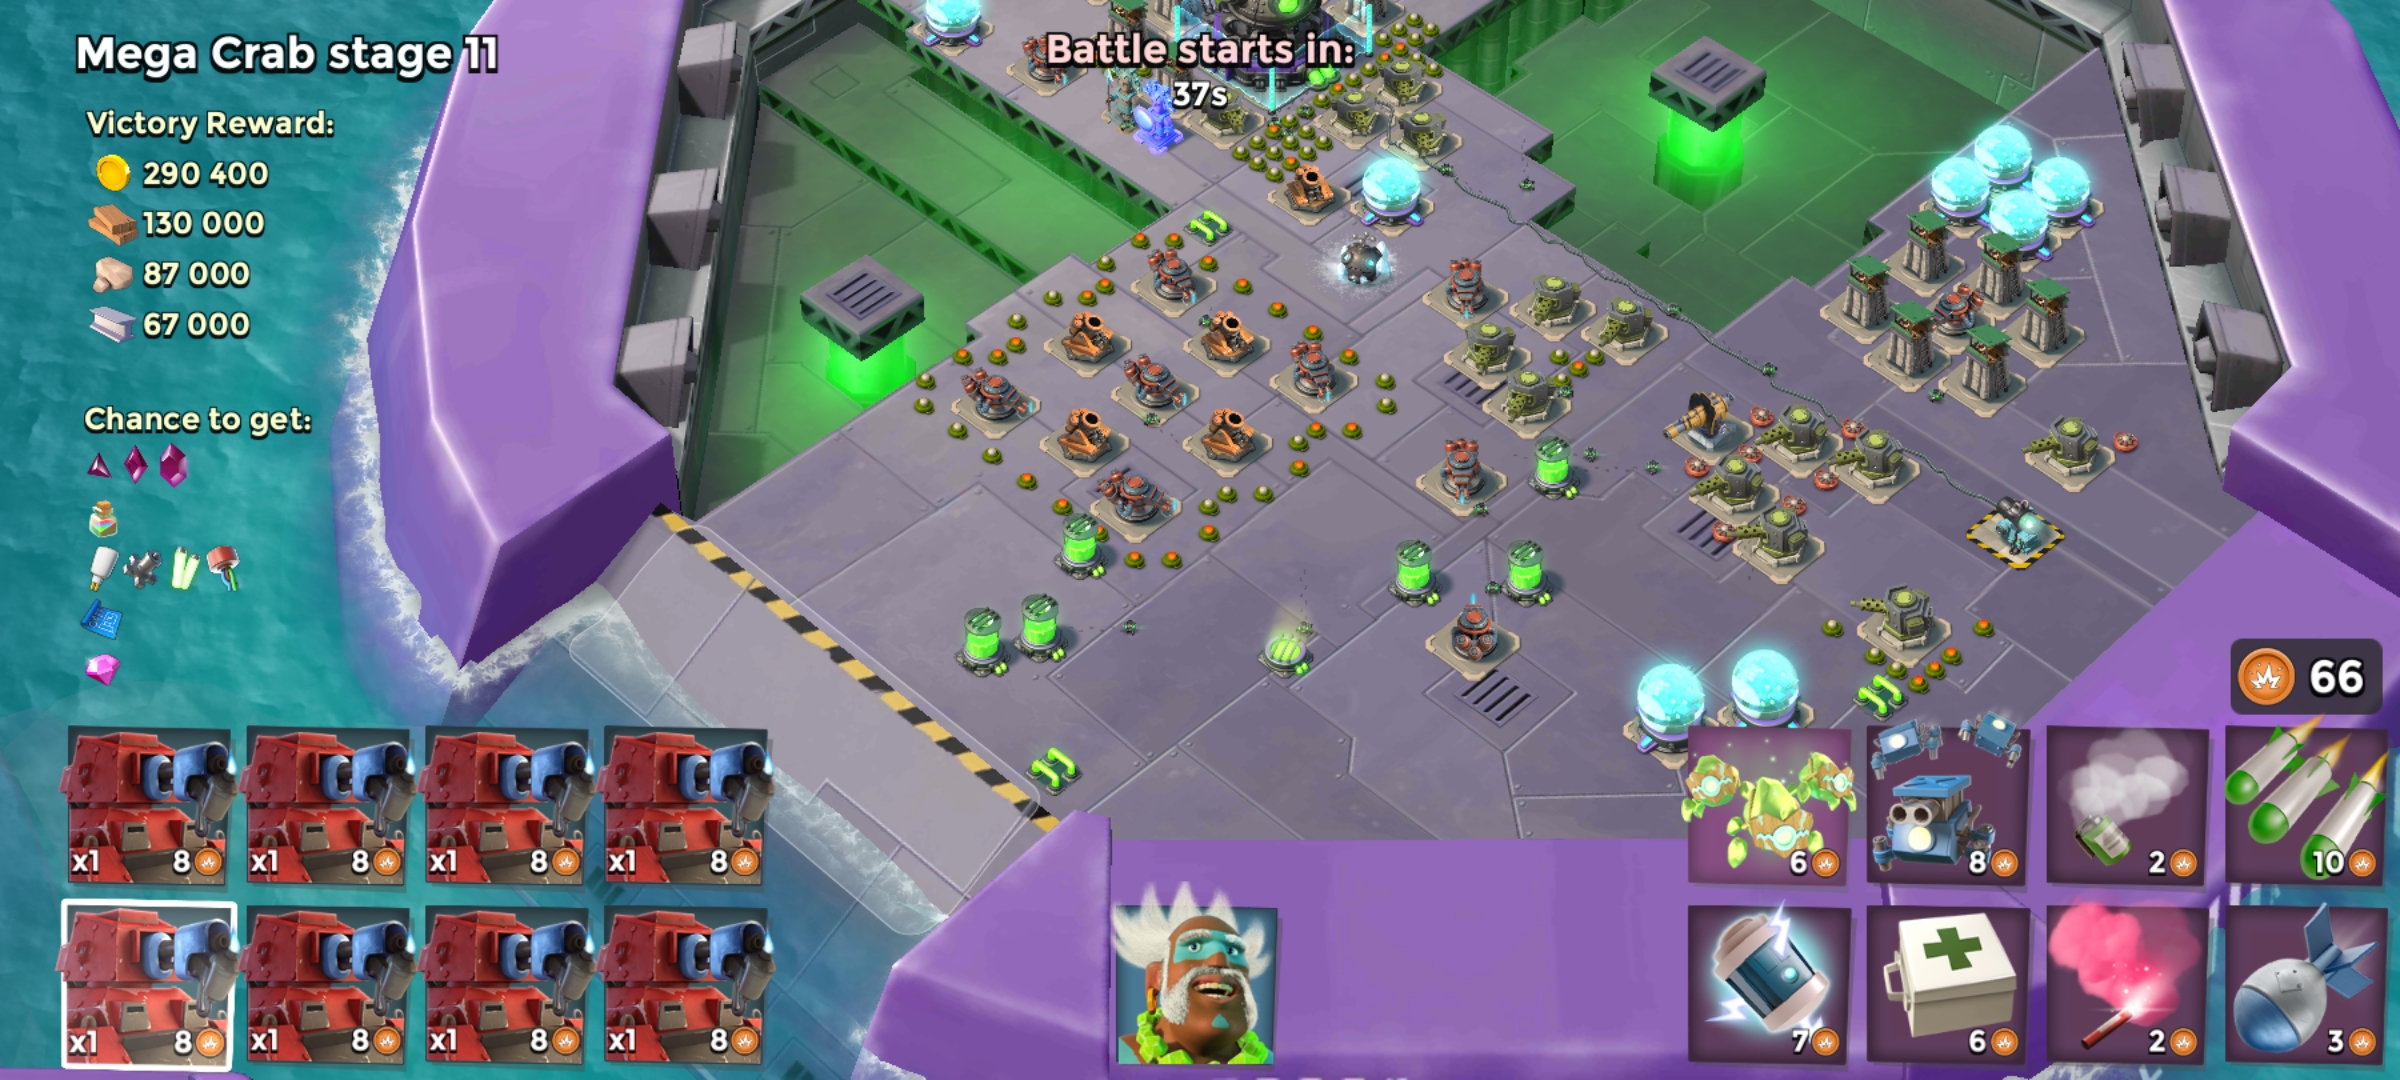 Mega Crab stage 11
Battle starts in:
37s
Victory Reward:
290 400
130 000
87 000
67 000
Chance to get:
66
x1 8
x1 8
x1 8
x1 8
6
8
2
10
x1 8
x1 8
x1 8
x1 8
7
6
2
3